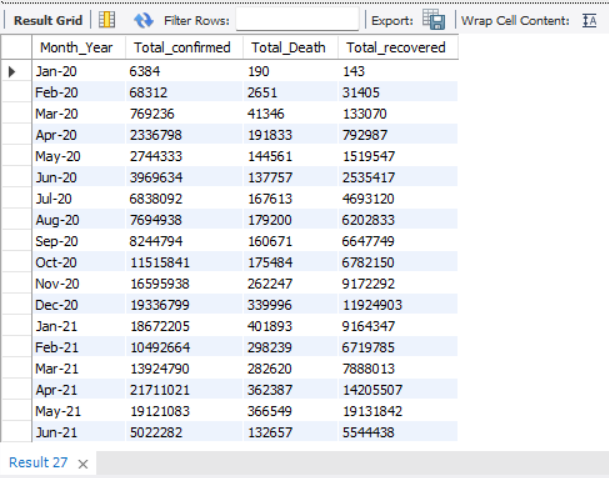 Result Grid Filter Rows: Export: Wrap Cell Content: IA
Month_Year Total_confirmed Total_Death Total_recovered
Jan-20 6384 190 143
Feb-20 68312 2651 31405
Mar-20 769236 41346 133070
Apr-20 2336798 191833 792987
May-20 2744333 144561 1519547
Jun-20 3969634 137757 2535417
Jul-20 6838092 167613 4693120
Aug-20 7694938 179200 6202833
Sep-20 8244794 160671 6647749
Oct-20 11515841 175484 6782150
Nov-20 16595938 262247 9172292
Dec-20 19336799 339996 11924903
Jan-21 18672205 401893 9164347
Feb-21 10492664 298239 6719785
Mar-21 13924790 282620 7888013
Apr-21 21711021 362387 14205507
May-21 19121083 366549 19131842
Jun-21 5022282 132657 5544438
Result 27 ×